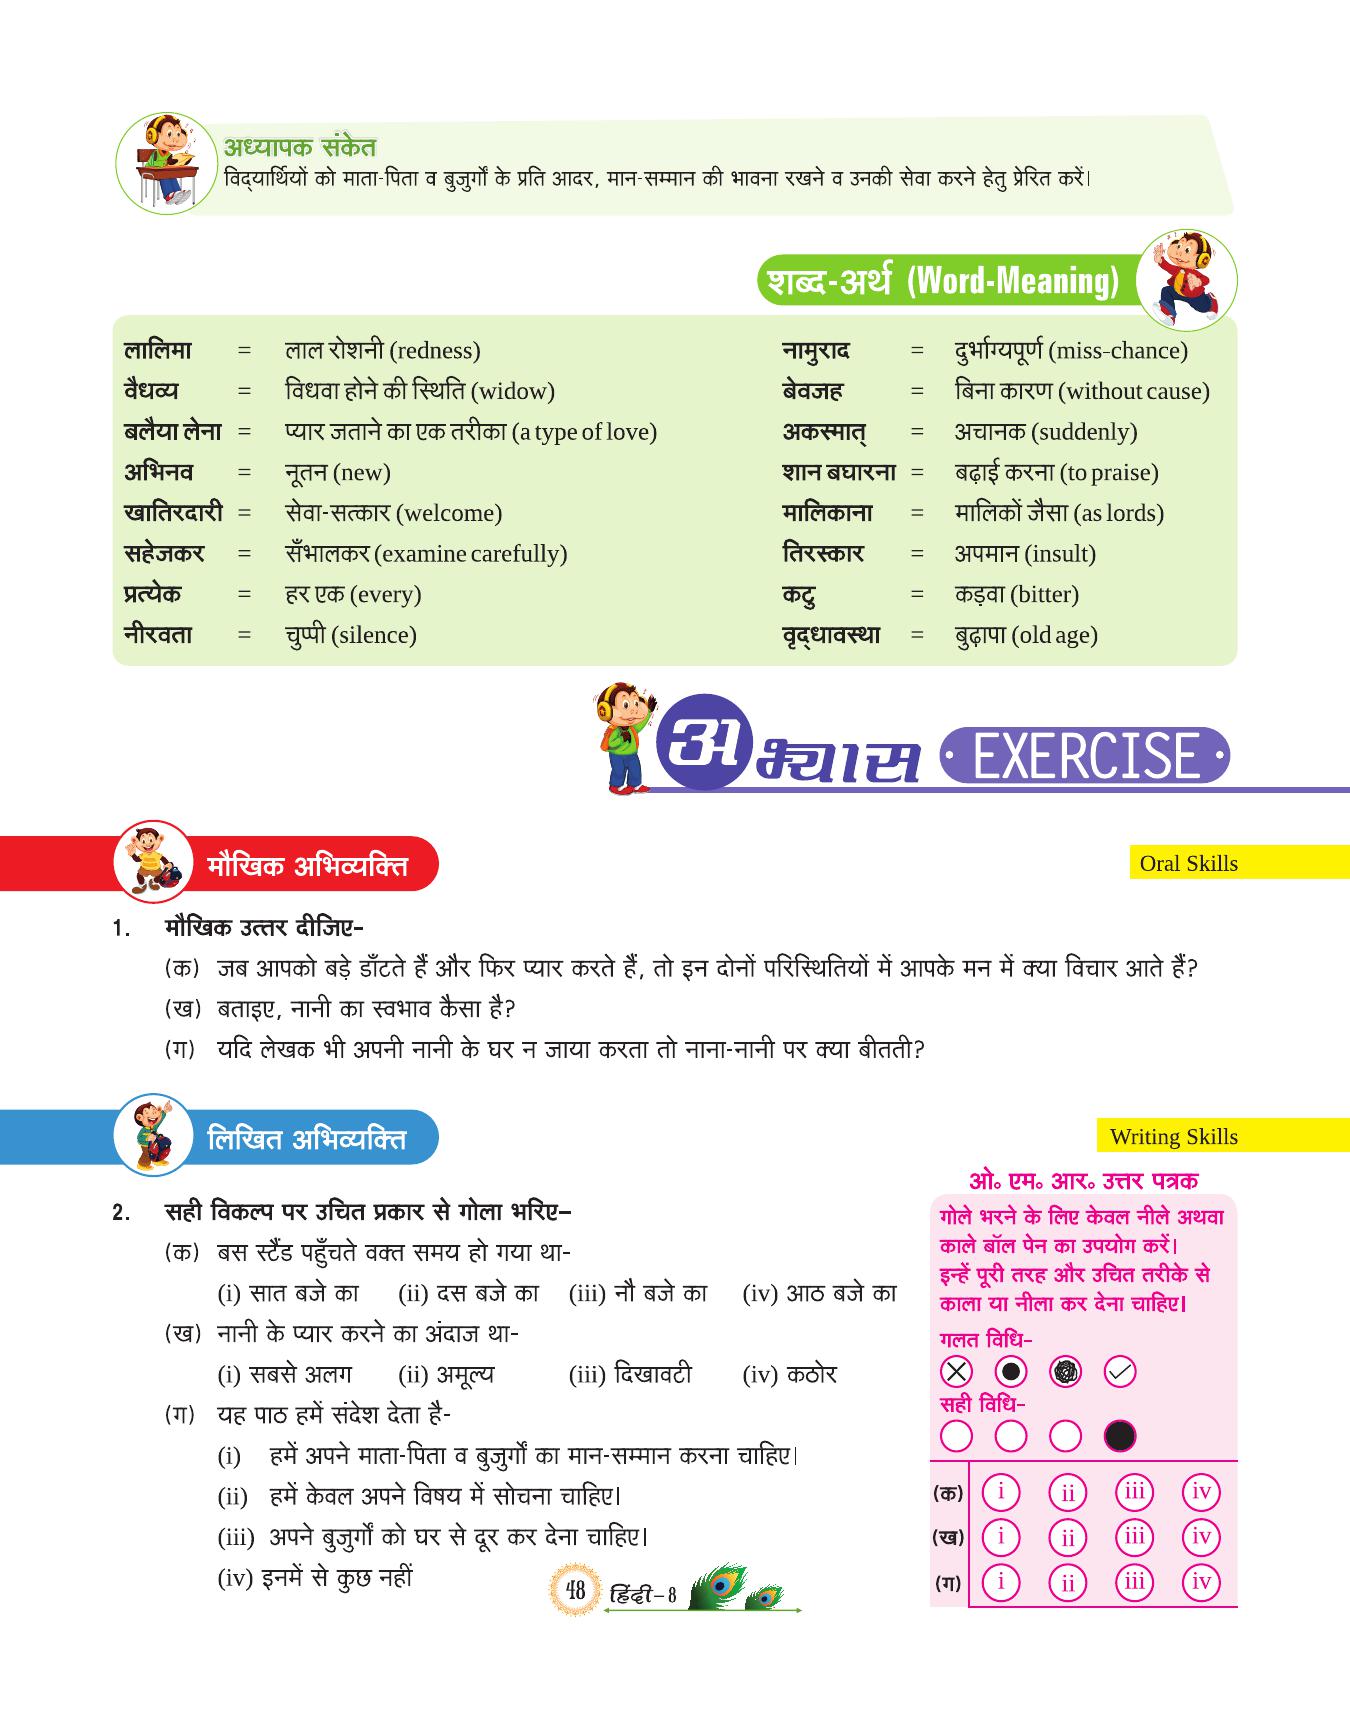 अध्यापक संकेत
विद्‌यार्थियों को माता-पिता व बुजुर्गों के प्रति आदर, मान-सम्मान की भावना रखने व उनकी सेवा करने हेतु प्रेरित करें।
शब्द-अर्थ (Word-Meaning)
लालिमा = लाल रोशनी (redness) नामुराद = दुर्भाग्यपूर्ण (miss-chance)
वैधव्य = विधवा होने की स्थिति (widow) बेवजह = बिना कारण (without cause)
बलैया लेना = प्यार जताने का एक तरीका (a type of love) अकस्मात् = अचानक (suddenly)
अभिनव = नूतन (new) शान बघारना = बढ़ाई करना (to praise)
खातिरदारी = सेवा-सत्कार (welcome) मालिकाना = मालिकों जैसा (as lords)
सहेजकर = सँभालकर (examine carefully) तिरस्कार = अपमान (insult)
प्रत्येक = हर एक (every) कटु = कड़वा (bitter)
नीरवता = चुप्पी (silence) वृद्‌धावस्था = बुढ़ापा (old age)
अभ्यास EXERCISE
मौखिक अभिव्यक्ति Oral Skills
1. मौखिक उत्तर दीजिए–
(क) जब आपको बड़े डाँटते हैं और फिर प्यार करते हैं, तो इन दोनों परिस्थितियों में आपके मन में क्या विचार आते हैं?
(ख) बताइए, नानी का स्वभाव कैसा है?
(ग) यदि लेखक भी अपनी नानी के घर न जाया करता तो नाना-नानी पर क्या बीतती?
लिखित अभिव्यक्ति Writing Skills
2. सही विकल्प पर उचित प्रकार से गोला भरिए–
(क) बस स्टैंड पहुँचते वक्त समय हो गया था-
(i) सात बजे का (ii) दस बजे का (iii) नौ बजे का (iv) आठ बजे का
(ख) नानी के प्यार करने का अंदाज था-
(i) सबसे अलग (ii) अमूल्य (iii) दिखावटी (iv) कठोर
(ग) यह पाठ हमें संदेश देता है-
(i) हमें अपने माता-पिता व बुजुर्गों का मान-सम्मान करना चाहिए।
(ii) हमें केवल अपने विषय में सोचना चाहिए।
(iii) अपने बुजुर्गों को घर से दूर कर देना चाहिए।
(iv) इनमें से कुछ नहीं
ओ॰ एम॰ आर॰ उत्तर पत्रक
गोले भरने के लिए केवल नीले अथवा
काले बॉल पेन का उपयोग करें।
इन्हें पूरी तरह और उचित तरीके से
काला या नीला कर देना चाहिए।
गलत विधि–
सही विधि–
(क) i ii iii iv
(ख) i ii iii iv
(ग) i ii iii iv
48 हिंदी–8